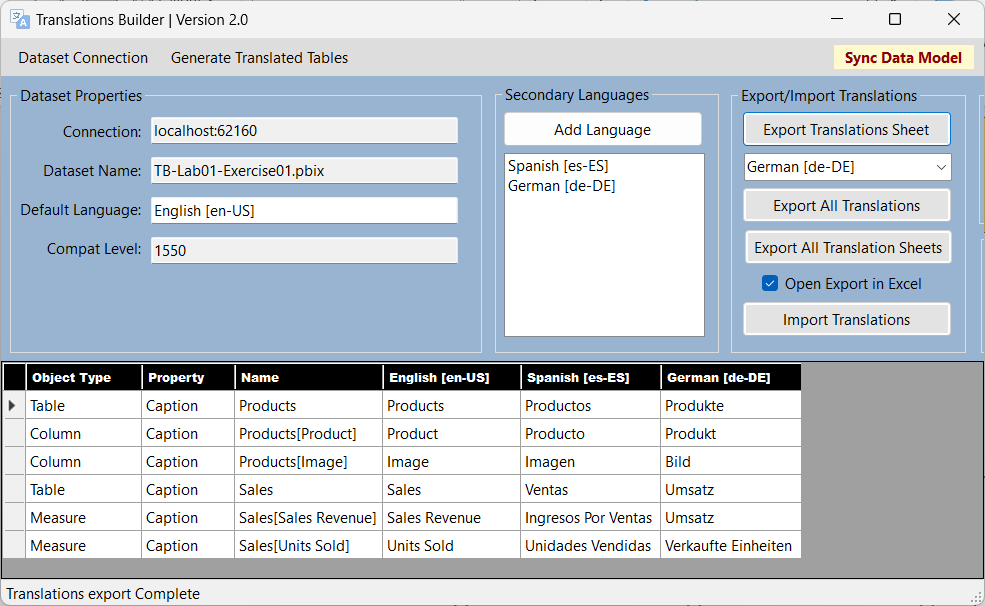 Translations Builder | Version 2.0
Dataset Connection Generate Translated Tables Sync Data Model
Dataset Properties
Connection: localhost:62160
Dataset Name: TB-Lab01-Exercise01.pbix
Default Language: English [en-US]
Compat Level: 1550
Secondary Languages
Add Language
Spanish [es-ES]
German [de-DE]
Export/Import Translations
Export Translations Sheet
German [de-DE]
Export All Translations
Export All Translation Sheets
Open Export in Excel
Import Translations
Object Type Property Name English [en-US] Spanish [es-ES] German [de-DE]
Table Caption Products Products Productos Produkte
Column Caption Products[Product] Product Producto Produkt
Column Caption Products[Image] Image Imagen Bild
Table Caption Sales Sales Ventas Umsatz
Measure Caption Sales[Sales Revenue] Sales Revenue Ingresos Por Ventas Umsatz
Measure Caption Sales[Units Sold] Units Sold Unidades Vendidas Verkaufte Einheiten
Translations export Complete